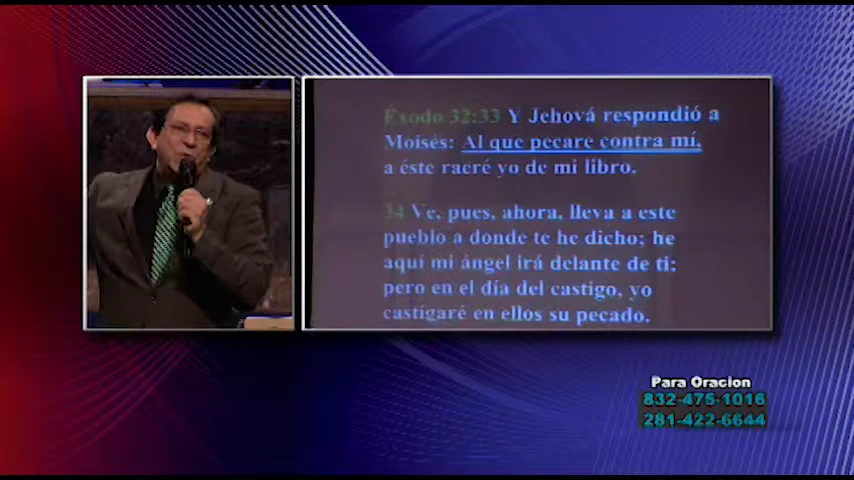 Éxodo 32:33 Y Jehová respondió a
Moisés: Al que pecare contra mí,
a éste raeré yo de mi libro.
34 Ve, pues, ahora, lleva a este
pueblo a donde te he dicho; he
aquí mi ángel irá delante de ti;
pero en el día del castigo, yo
castigaré en ellos su pecado.
Para Oracion
832-475-1016
281-422-6644